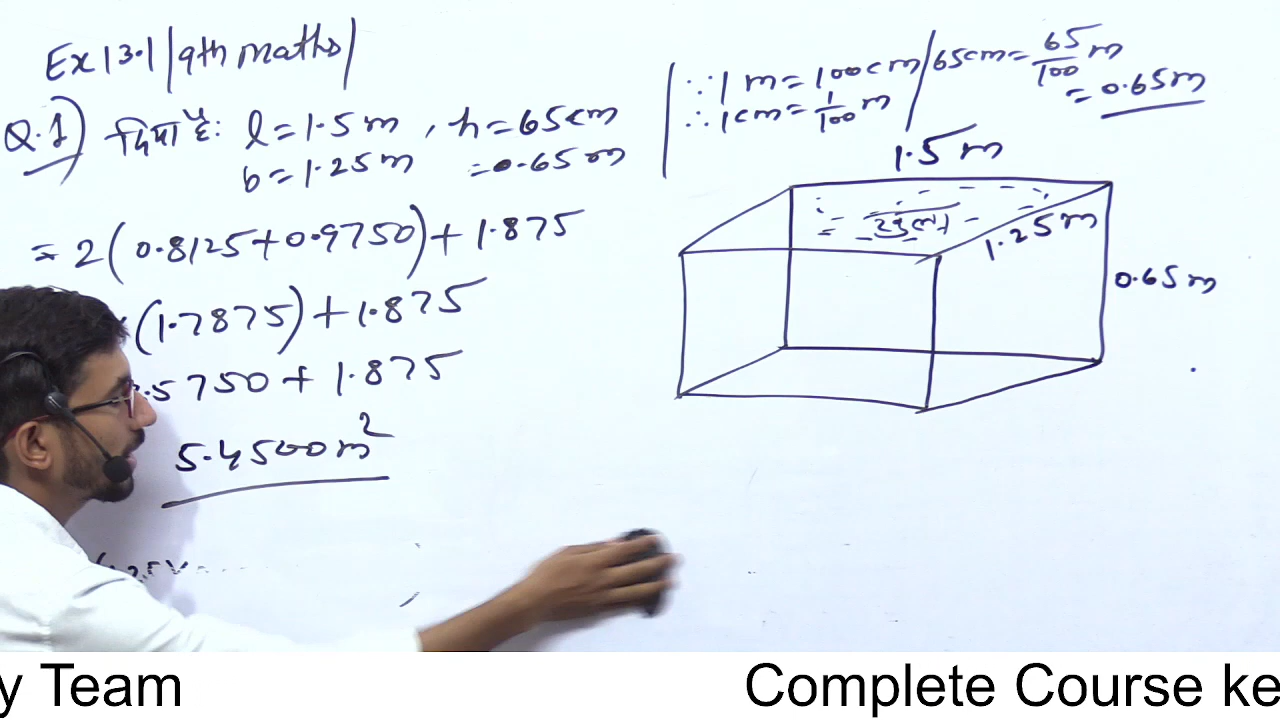 Ex 13.1 | 9th maths |
Q.1) दिया है: l = 1.5 m , h = 65 cm
b = 1.25 m = 0.65 m
= 2 ( 0.8125 + 0.9750 ) + 1.875
(1.7875) + 1.875
.5750 + 1.875
5.4500 m²
∵ 1 m = 100 cm / 65 cm = 65/100 m
∴ 1 cm = 1/100 m = 0.65 m
1.5 m
1.25 m
0.65 m
y Team Complete Course ke